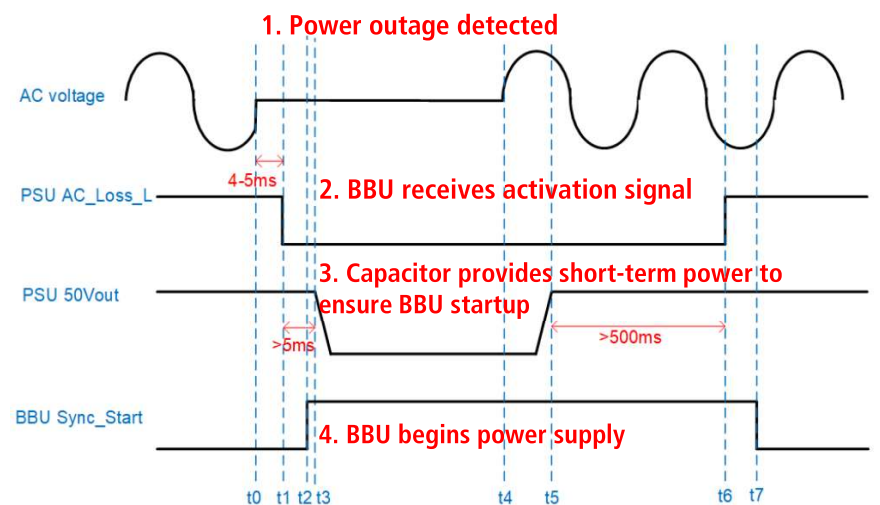 1. Power outage detected
AC voltage
4-5ms
PSU AC_Loss_L
2. BBU receives activation signal
3. Capacitor provides short-term power to
ensure BBU startup
PSU 50Vout
>5ms
>500ms
BBU Sync_Start
4. BBU begins power supply
t0 t1 t2 t3 t4 t5 t6 t7